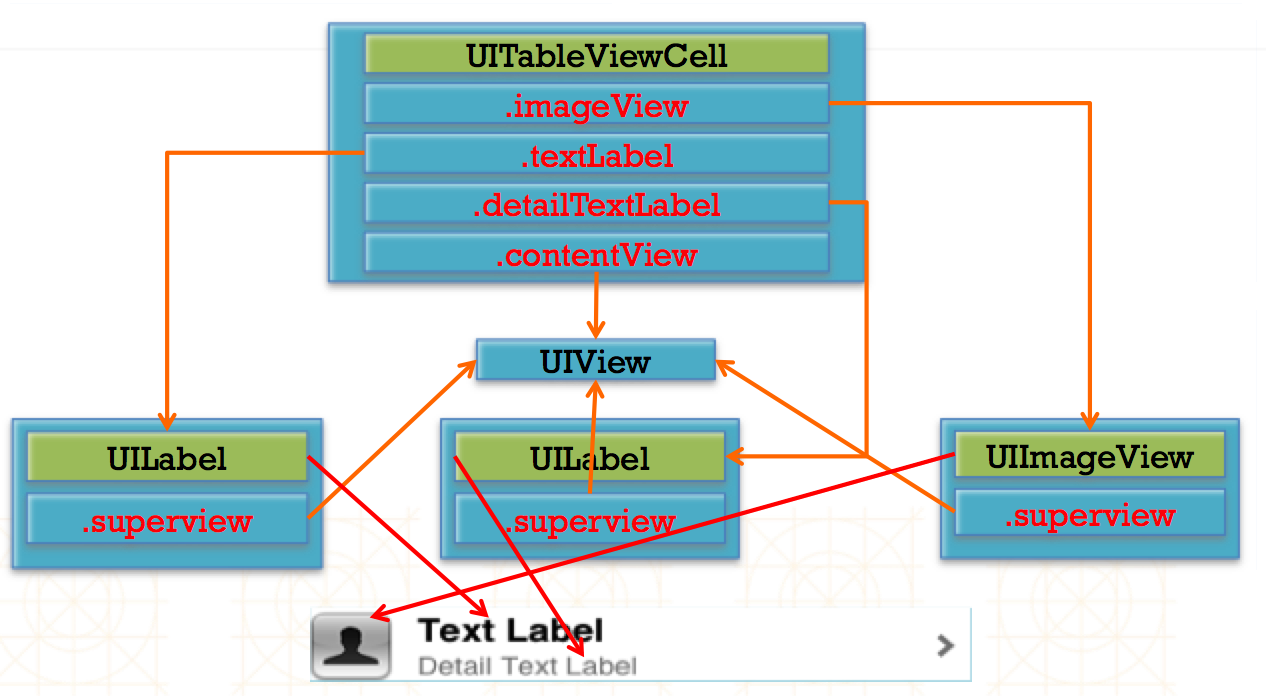 UITableViewCell
.imageView
.textLabel
.detailTextLabel
.contentView
UIView
UILabel
.superview
UILabel
.superview
UIImageView
.superview
Text Label
Detail Text Label